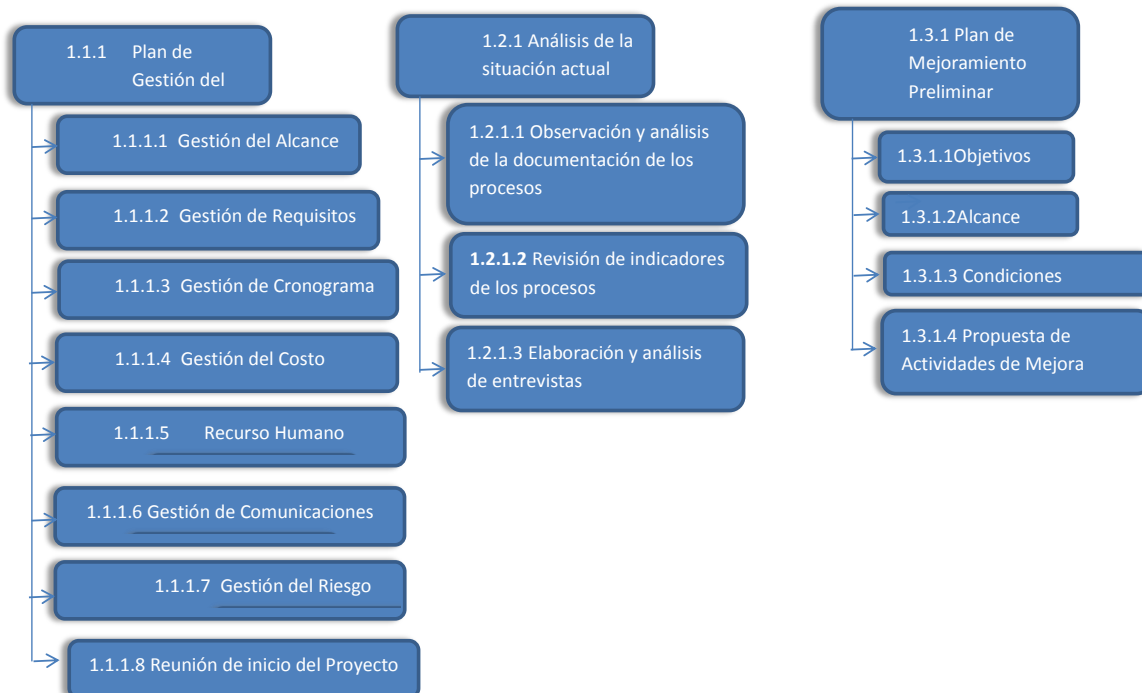 1.1.1 Plan de
Gestión del
1.1.1.1 Gestión del Alcance
1.1.1.2 Gestión de Requisitos
1.1.1.3 Gestión de Cronograma
1.1.1.4 Gestión del Costo
1.1.1.5 Recurso Humano
1.1.1.6 Gestión de Comunicaciones
1.1.1.7 Gestión del Riesgo
1.1.1.8 Reunión de inicio del Proyecto
1.2.1 Análisis de la
situación actual
1.2.1.1 Observación y análisis
de la documentación de los
procesos
1.2.1.2 Revisión de indicadores
de los procesos
1.2.1.3 Elaboración y análisis
de entrevistas
1.3.1 Plan de
Mejoramiento
Preliminar
1.3.1.1Objetivos
1.3.1.2Alcance
1.3.1.3 Condiciones
1.3.1.4 Propuesta de
Actividades de Mejora